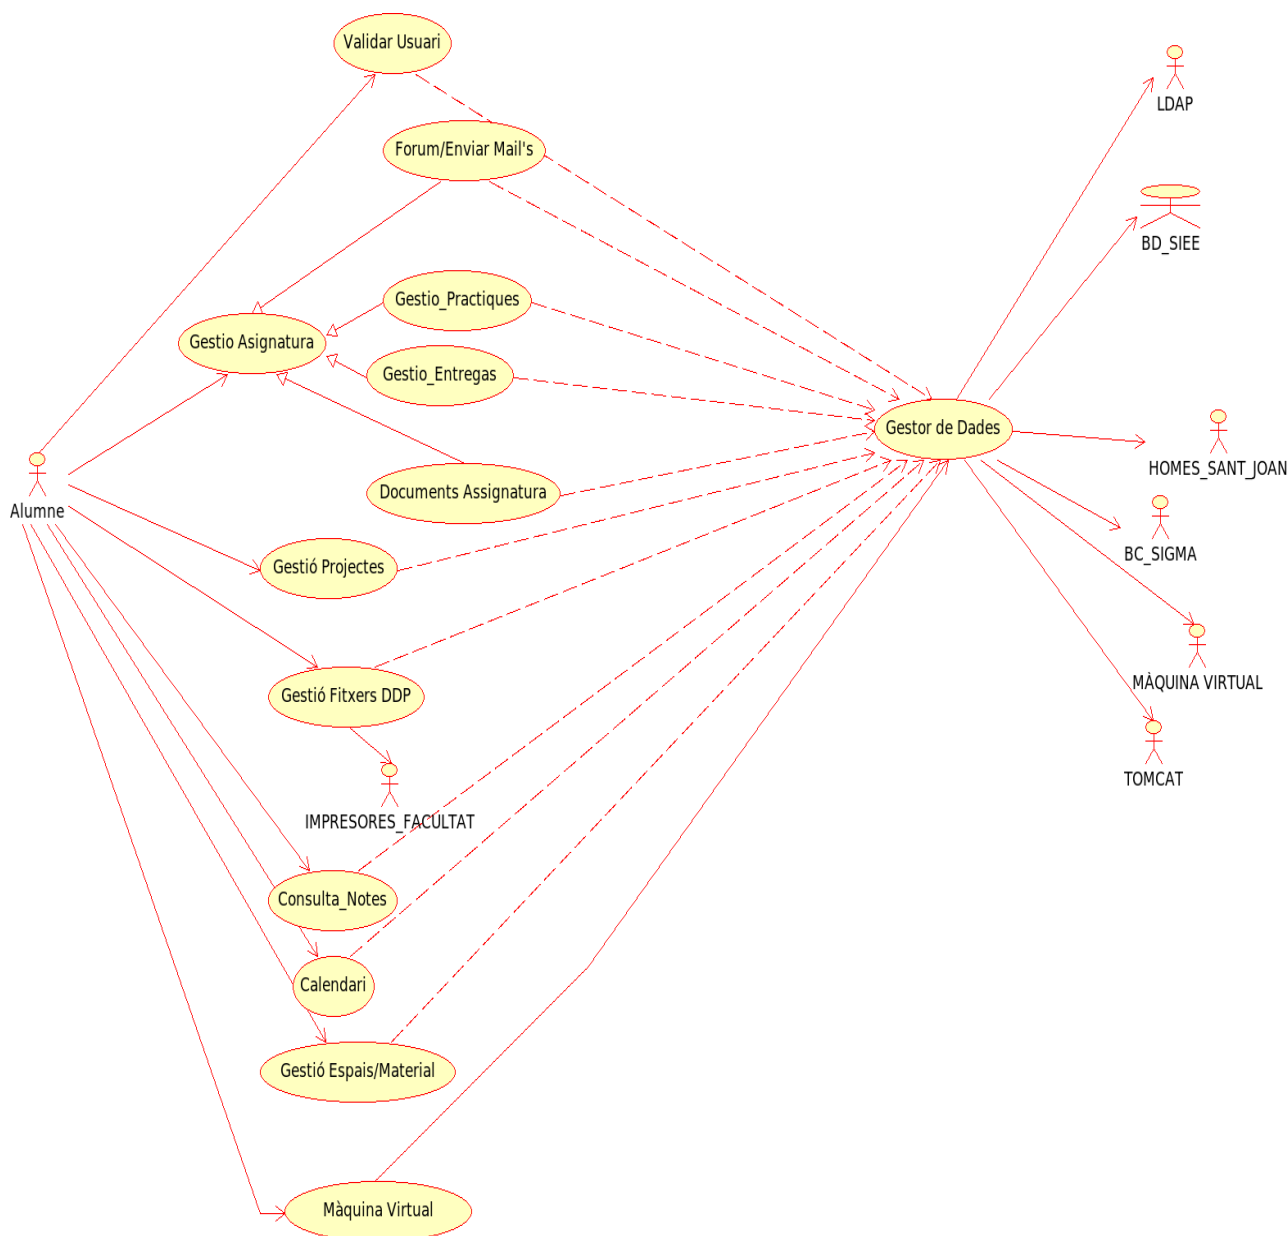 Validar Usuari
LDAP
Forum/Enviar Mail's
BD_SIEE
Gestio_Practiques
Gestio Asignatura
Gestio_Entregas
Gestor de Dades
HOMES_SANT_JOAN
Documents Assignatura
Alumne
BC_SIGMA
Gestió Projectes
MÀQUINA VIRTUAL
Gestió Fitxers DDP
TOMCAT
IMPRESORES_FACULTAT
Consulta_Notes
Calendari
Gestió Espais/Material
Màquina Virtual